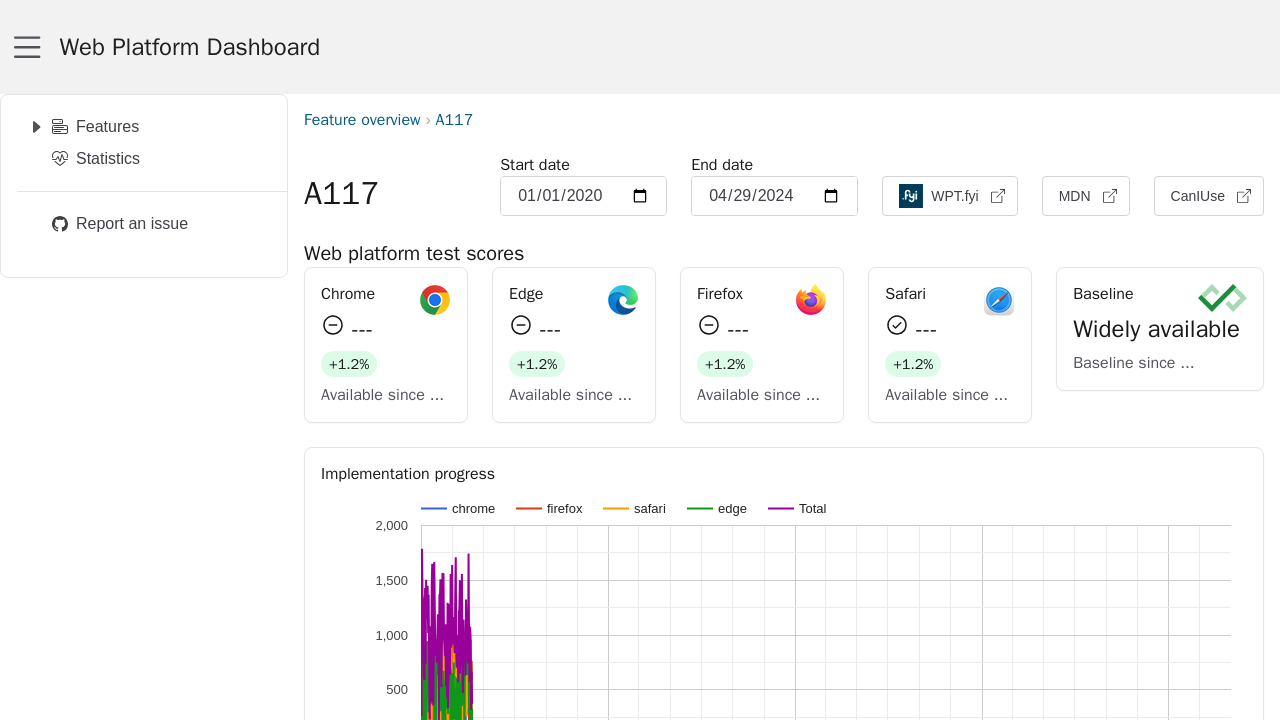 Web Platform Dashboard
Features
Statistics
Report an issue
Feature overview › A117
A117
Start date
01/01/2020
End date
04/29/2024
fyi WPT.fyi
MDN
CanIUse
Web platform test scores
Chrome
---
+1.2%
Available since ...
Edge
---
+1.2%
Available since ...
Firefox
---
+1.2%
Available since ...
Safari
---
+1.2%
Available since ...
Baseline
Widely available
Baseline since ...
Implementation progress
chrome firefox safari edge Total
2,000
1,500
1,000
500